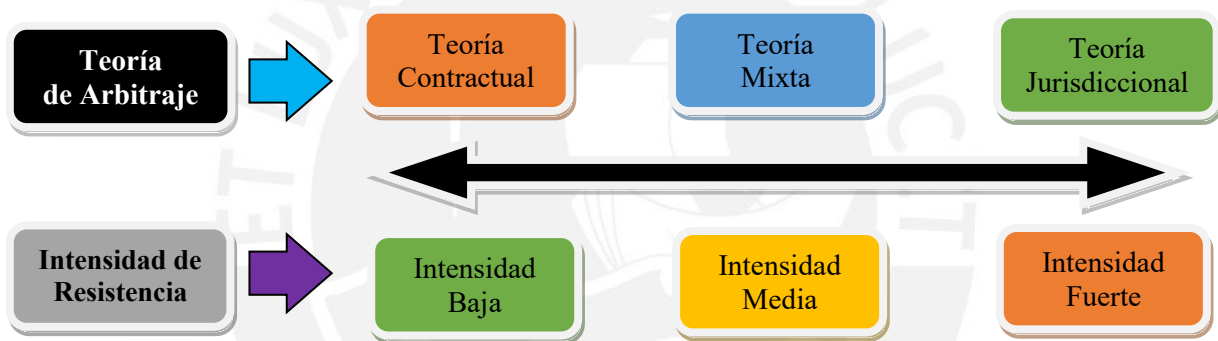 Teoría
de Arbitraje
Teoría
Contractual
Teoría
Mixta
Teoría
Jurisdiccional
Intensidad de
Resistencia
Intensidad
Baja
Intensidad
Media
Intensidad
Fuerte